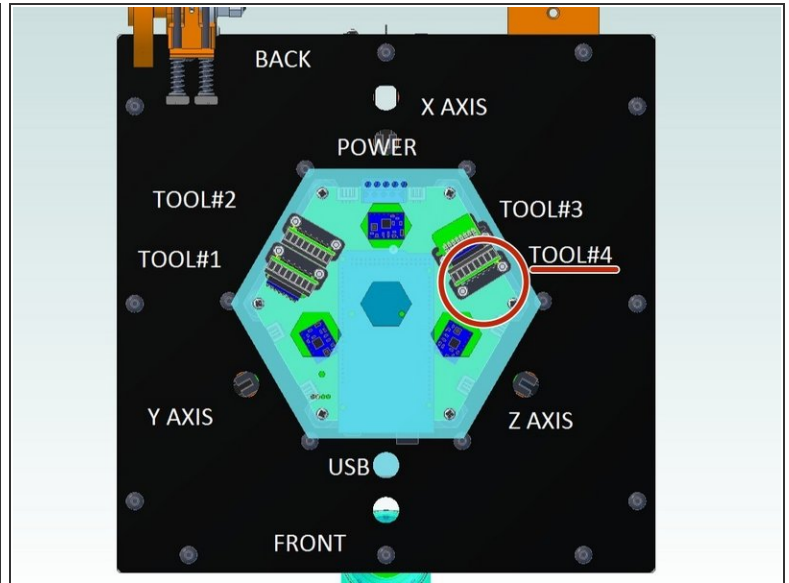 BACK
X AXIS
POWER
TOOL#2
TOOL#3
TOOL#1
TOOL#4
Y AXIS
Z AXIS
USB
FRONT